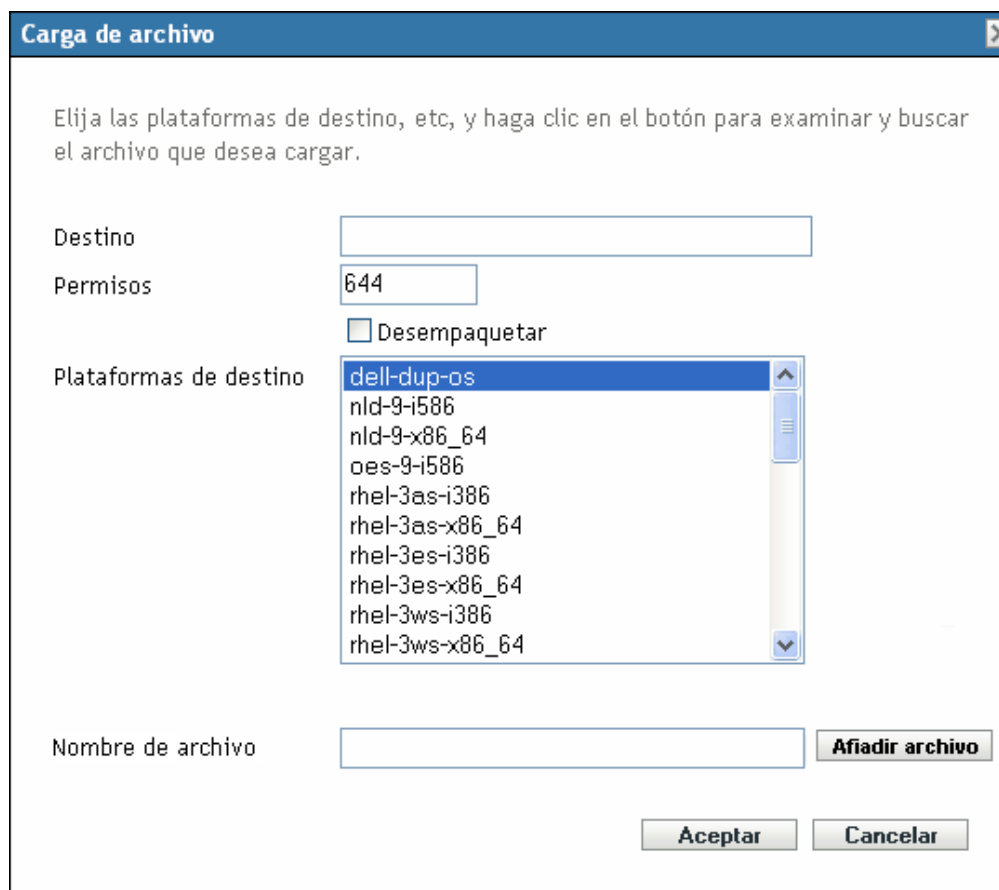 Carga de archivo
Elija las plataformas de destino, etc, y haga clic en el botón para examinar y buscar
el archivo que desea cargar.
Destino
Permisos 644
Desempaquetar
Plataformas de destino dell-dup-os
nld-9-i586
nld-9-x86_64
oes-9-i586
rhel-3as-i386
rhel-3as-x86_64
rhel-3es-i386
rhel-3es-x86_64
rhel-3ws-i386
rhel-3ws-x86_64
Nombre de archivo Afiadir archivo
Aceptar Cancelar